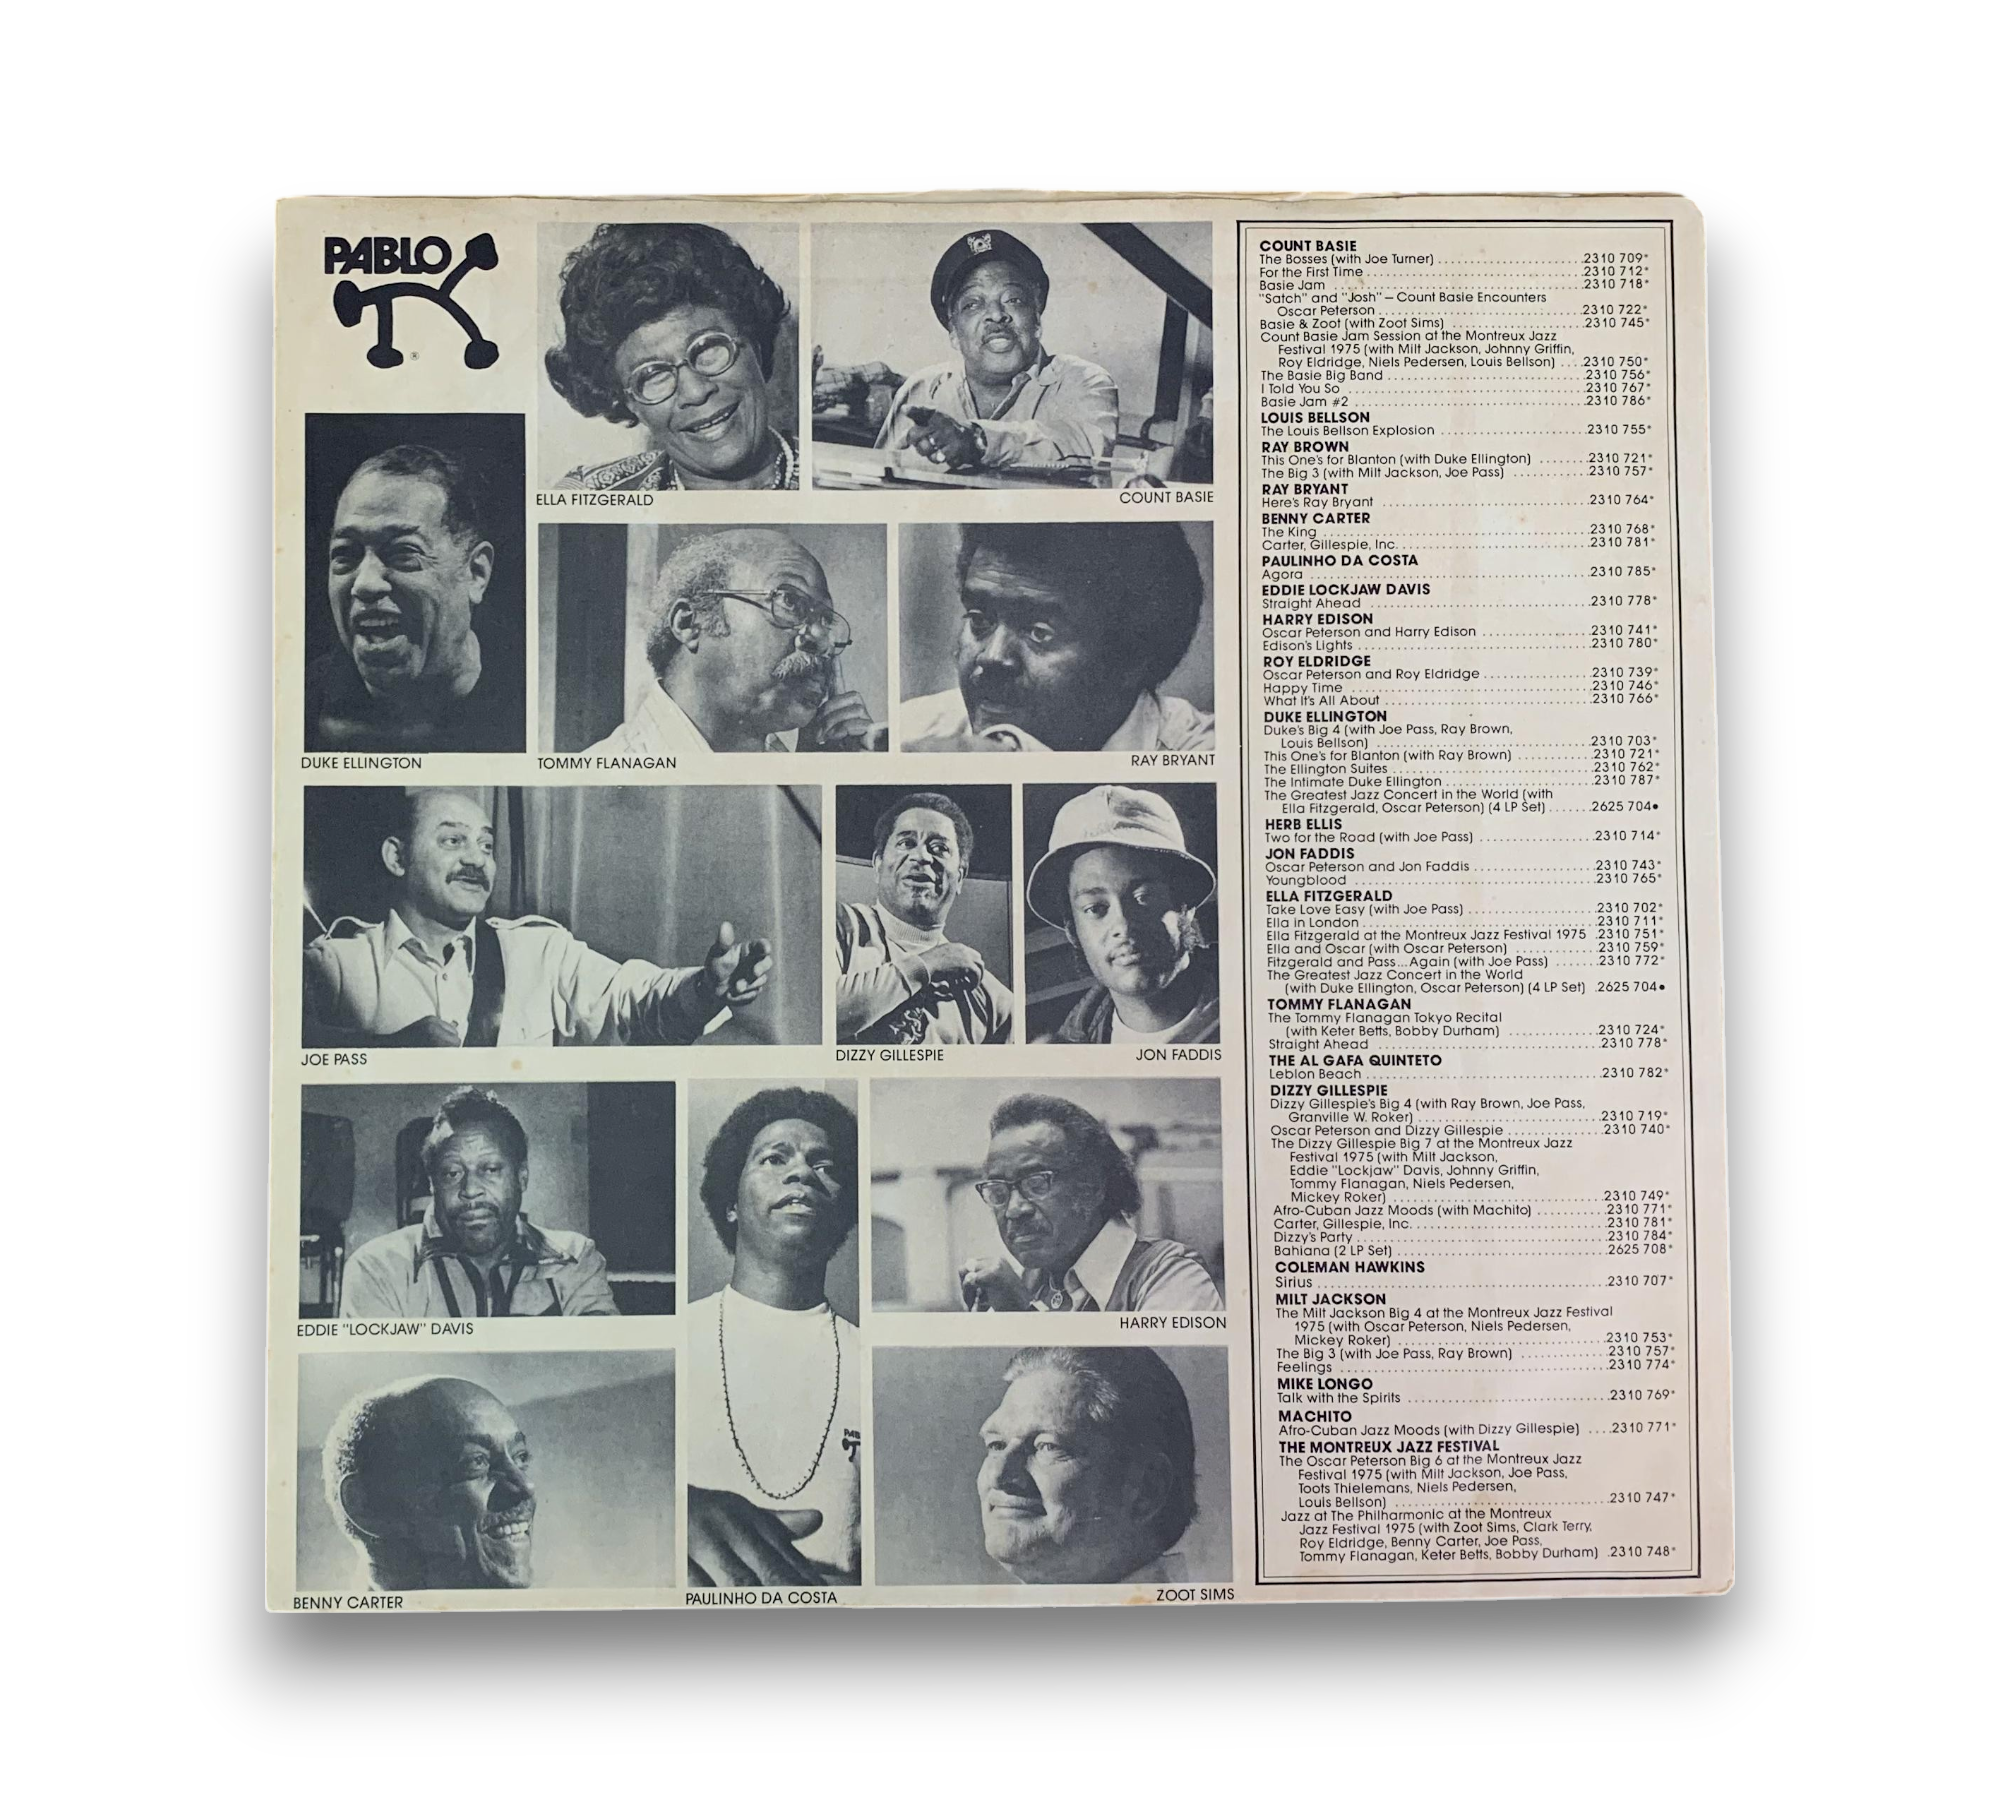 PABLO
®
ELLA FITZGERALD
COUNT BASIE
DUKE ELLINGTON
TOMMY FLANAGAN
RAY BRYANT
JOE PASS
DIZZY GILLESPIE
JON FADDIS
EDDIE "LOCKJAW" DAVIS
HARRY EDISON
BENNY CARTER
PAULINHO DA COSTA
ZOOT SIMS
COUNT BASIE
The Bosses (with Joe Turner) .......... 2310 709*
For the First Time .......... 2310 712*
Basie Jam .......... 2310 718*
"Satch" and "Josh" – Count Basie Encounters
Oscar Peterson .......... 2310 722*
Basie & Zoot (with Zoot Sims) .......... 2310 745*
Count Basie Jam Session at the Montreux Jazz
Festival 1975 (with Milt Jackson, Johnny Griffin,
Roy Eldridge, Niels Pedersen, Louis Bellson) .... 2310 750*
The Basie Big Band .......... 2310 756*
I Told You So .......... 2310 767*
Basie Jam #2 .......... 2310 786*
LOUIS BELLSON
The Louis Bellson Explosion .......... 2310 755*
RAY BROWN
This One's for Blanton (with Duke Ellington) ....... 2310 721*
The Big 3 (with Milt Jackson, Joe Pass) .......... 2310 757*
RAY BRYANT
Here's Ray Bryant .......... 2310 764*
BENNY CARTER
The King .......... 2310 768*
Carter, Gillespie, Inc. .......... 2310 781*
PAULINHO DA COSTA
Agora .......... 2310 785*
EDDIE LOCKJAW DAVIS
Straight Ahead .......... 2310 778*
HARRY EDISON
Oscar Peterson and Harry Edison .......... 2310 741*
Edison's Lights .......... 2310 780*
ROY ELDRIDGE
Oscar Peterson and Roy Eldridge .......... 2310 739*
Happy Time .......... 2310 746*
What It's All About .......... 2310 766*
DUKE ELLINGTON
Duke's Big 4 (with Joe Pass, Ray Brown,
Louis Bellson) .......... 2310 703*
This One's for Blanton (with Ray Brown) .......... 2310 721*
The Ellington Suites .......... 2310 762*
The Intimate Duke Ellington .......... 2310 787*
The Greatest Jazz Concert in the World (with
Ella Fitzgerald, Oscar Peterson) (4 LP Set) ....... 2625 704●
HERB ELLIS
Two for the Road (with Joe Pass) .......... 2310 714*
JON FADDIS
Oscar Peterson and Jon Faddis .......... 2310 743*
Youngblood .......... 2310 765*
ELLA FITZGERALD
Take Love Easy (with Joe Pass) .......... 2310 702*
Ella in London .......... 2310 711*
Ella Fitzgerald at the Montreux Jazz Festival 1975 .2310 751*
Ella and Oscar (with Oscar Peterson) .......... 2310 759*
Fitzgerald and Pass...Again (with Joe Pass) ...... 2310 772*
The Greatest Jazz Concert in the World
(with Duke Ellington, Oscar Peterson) (4 LP Set) .2625 704●
TOMMY FLANAGAN
The Tommy Flanagan Tokyo Recital
(with Keter Betts, Bobby Durham) .......... 2310 724*
Straight Ahead .......... 2310 778*
THE AL GAFA QUINTETO
Leblon Beach .......... 2310 782*
DIZZY GILLESPIE
Dizzy Gillespie's Big 4 (with Ray Brown, Joe Pass,
Granville W. Roker) .......... 2310 719*
Oscar Peterson and Dizzy Gillespie .......... 2310 740*
The Dizzy Gillespie Big 7 at the Montreux Jazz
Festival 1975 (with Milt Jackson,
Eddie "Lockjaw" Davis, Johnny Griffin,
Tommy Flanagan, Niels Pedersen,
Mickey Roker) .......... 2310 749*
Afro-Cuban Jazz Moods (with Machito) .......... 2310 771*
Carter, Gillespie, Inc. .......... 2310 781*
Dizzy's Party .......... 2310 784*
Bahiana (2 LP Set) .......... 2625 708*
COLEMAN HAWKINS
Sirius .......... 2310 707*
MILT JACKSON
The Milt Jackson Big 4 at the Montreux Jazz Festival
1975 (with Oscar Peterson, Niels Pedersen,
Mickey Roker) .......... 2310 753*
The Big 3 (with Joe Pass, Ray Brown) .......... 2310 757*
Feelings .......... 2310 774*
MIKE LONGO
Talk with the Spirits .......... 2310 769*
MACHITO
Afro-Cuban Jazz Moods (with Dizzy Gillespie) .... 2310 771*
THE MONTREUX JAZZ FESTIVAL
The Oscar Peterson Big 6 at the Montreux Jazz
Festival 1975 (with Milt Jackson, Joe Pass,
Toots Thielemans, Niels Pedersen,
Louis Bellson) .......... 2310 747*
Jazz at The Philharmonic at the Montreux
Jazz Festival 1975 (with Zoot Sims, Clark Terry,
Roy Eldridge, Benny Carter, Joe Pass,
Tommy Flanagan, Keter Betts, Bobby Durham) .2310 748*